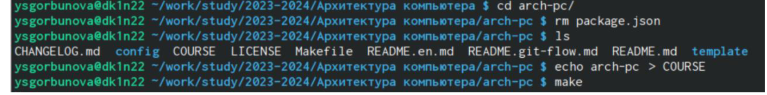 ysgorbunova@dk1n22 ~/work/study/2023-2024/Архитектура компьютера $ cd arch-pc/
ysgorbunova@dk1n22 ~/work/study/2023-2024/Архитектура компьютера/arch-pc $ rm package.json
ysgorbunova@dk1n22 ~/work/study/2023-2024/Архитектура компьютера/arch-pc $ ls
CHANGELOG.md config COURSE LICENSE Makefile README.en.md README.git-flow.md README.md template
ysgorbunova@dk1n22 ~/work/study/2023-2024/Архитектура компьютера/arch-pc $ echo arch-pc > COURSE
ysgorbunova@dk1n22 ~/work/study/2023-2024/Архитектура компьютера/arch-pc $ make